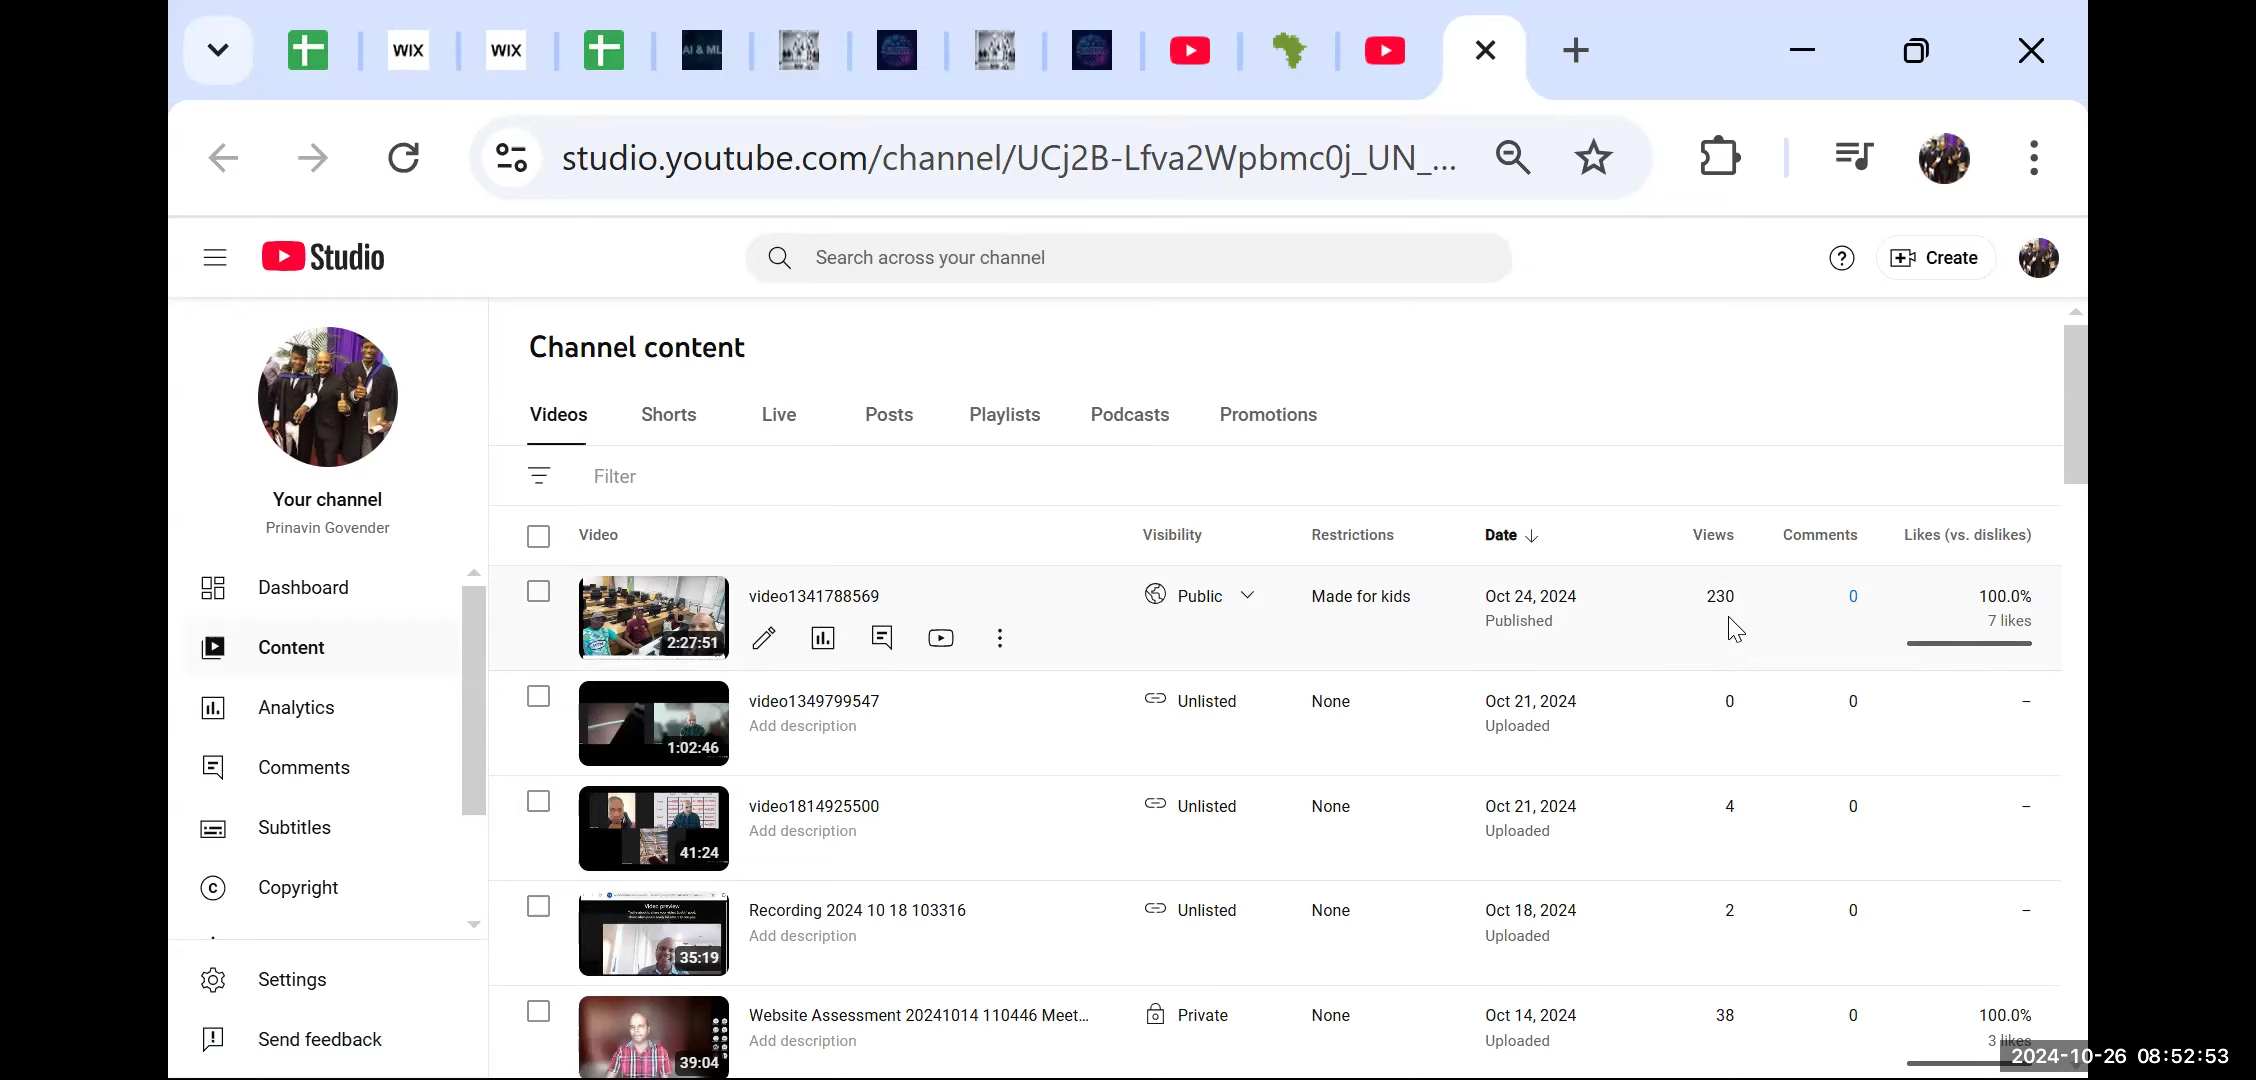 WIX
WIX
AI & ML
studio.youtube.com/channel/UCj2B-Lfva2Wpbmc0j_UN_...
Studio
Search across your channel
Create
Your channel
Prinavin Govender
Dashboard
Content
Analytics
Comments
Subtitles
Copyright
Settings
Send feedback
Channel content
Videos Shorts Live Posts Playlists Podcasts Promotions
Filter
Video Visibility Restrictions Date Views Comments Likes (vs. dislikes)
2:27:51
video1341788569 Public Made for kids Oct 24, 2024 230 0 100.0%
Published 7 likes
1:02:46
video1349799547 Unlisted None Oct 21, 2024 0 0 –
Add description Uploaded
41:24
video1814925500 Unlisted None Oct 21, 2024 4 0 –
Add description Uploaded
Video preview
35:19
Recording 2024 10 18 103316 Unlisted None Oct 18, 2024 2 0 –
Add description Uploaded
39:04
Website Assessment 20241014 110446 Meet... Private None Oct 14, 2024 38 0 100.0%
Add description Uploaded 3 likes
2024-10-26 08:52:53